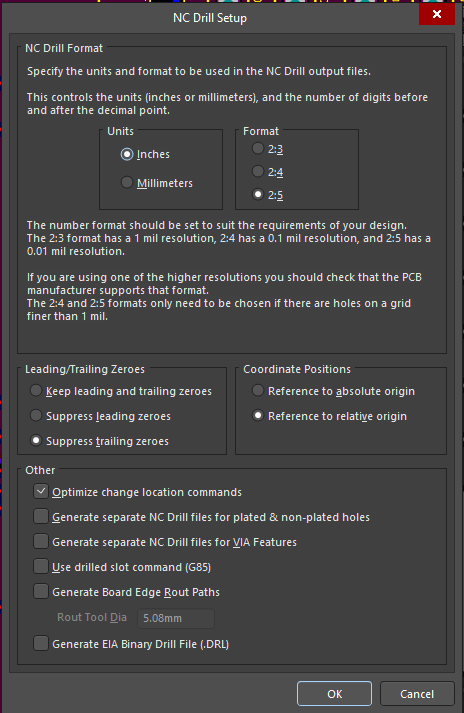 NC Drill Setup
NC Drill Format
Specify the units and format to be used in the NC Drill output files.
This controls the units (inches or millimeters), and the number of digits before
and after the decimal point.
Units
Format
Inches
Millimeters
2:3
2:4
2:5
The number format should be set to suit the requirements of your design.
The 2:3 format has a 1 mil resolution, 2:4 has a 0.1 mil resolution, and 2:5 has a
0.01 mil resolution.
If you are using one of the higher resolutions you should check that the PCB
manufacturer supports that format.
The 2:4 and 2:5 formats only need to be chosen if there are holes on a grid
finer than 1 mil.
Leading/Trailing Zeroes
Keep leading and trailing zeroes
Suppress leading zeroes
Suppress trailing zeroes
Coordinate Positions
Reference to absolute origin
Reference to relative origin
Other
Optimize change location commands
Generate separate NC Drill files for plated & non-plated holes
Generate separate NC Drill files for VIA Features
Use drilled slot command (G85)
Generate Board Edge Rout Paths
Rout Tool Dia
5.08mm
Generate EIA Binary Drill File (.DRL)
OK
Cancel